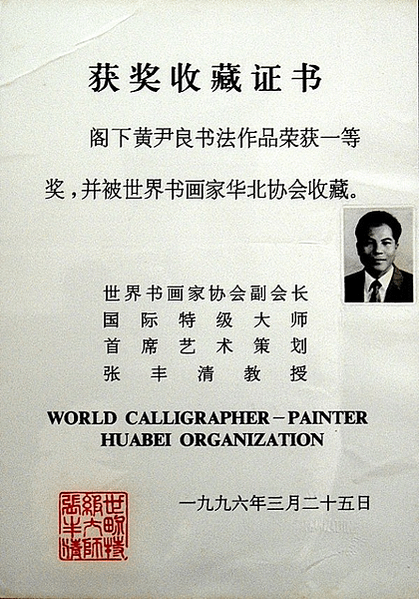 获奖收藏证书
阁下黄尹良书法作品荣获一等
奖,并被世界书画家华北协会收藏。
世界书画家协会副会长
国际特级大师
首席艺术策划
张丰清教授
WORLD CALLIGRAPHER-PAINTER
HUABEI ORGANIZATION
一九九六年三月二十五日